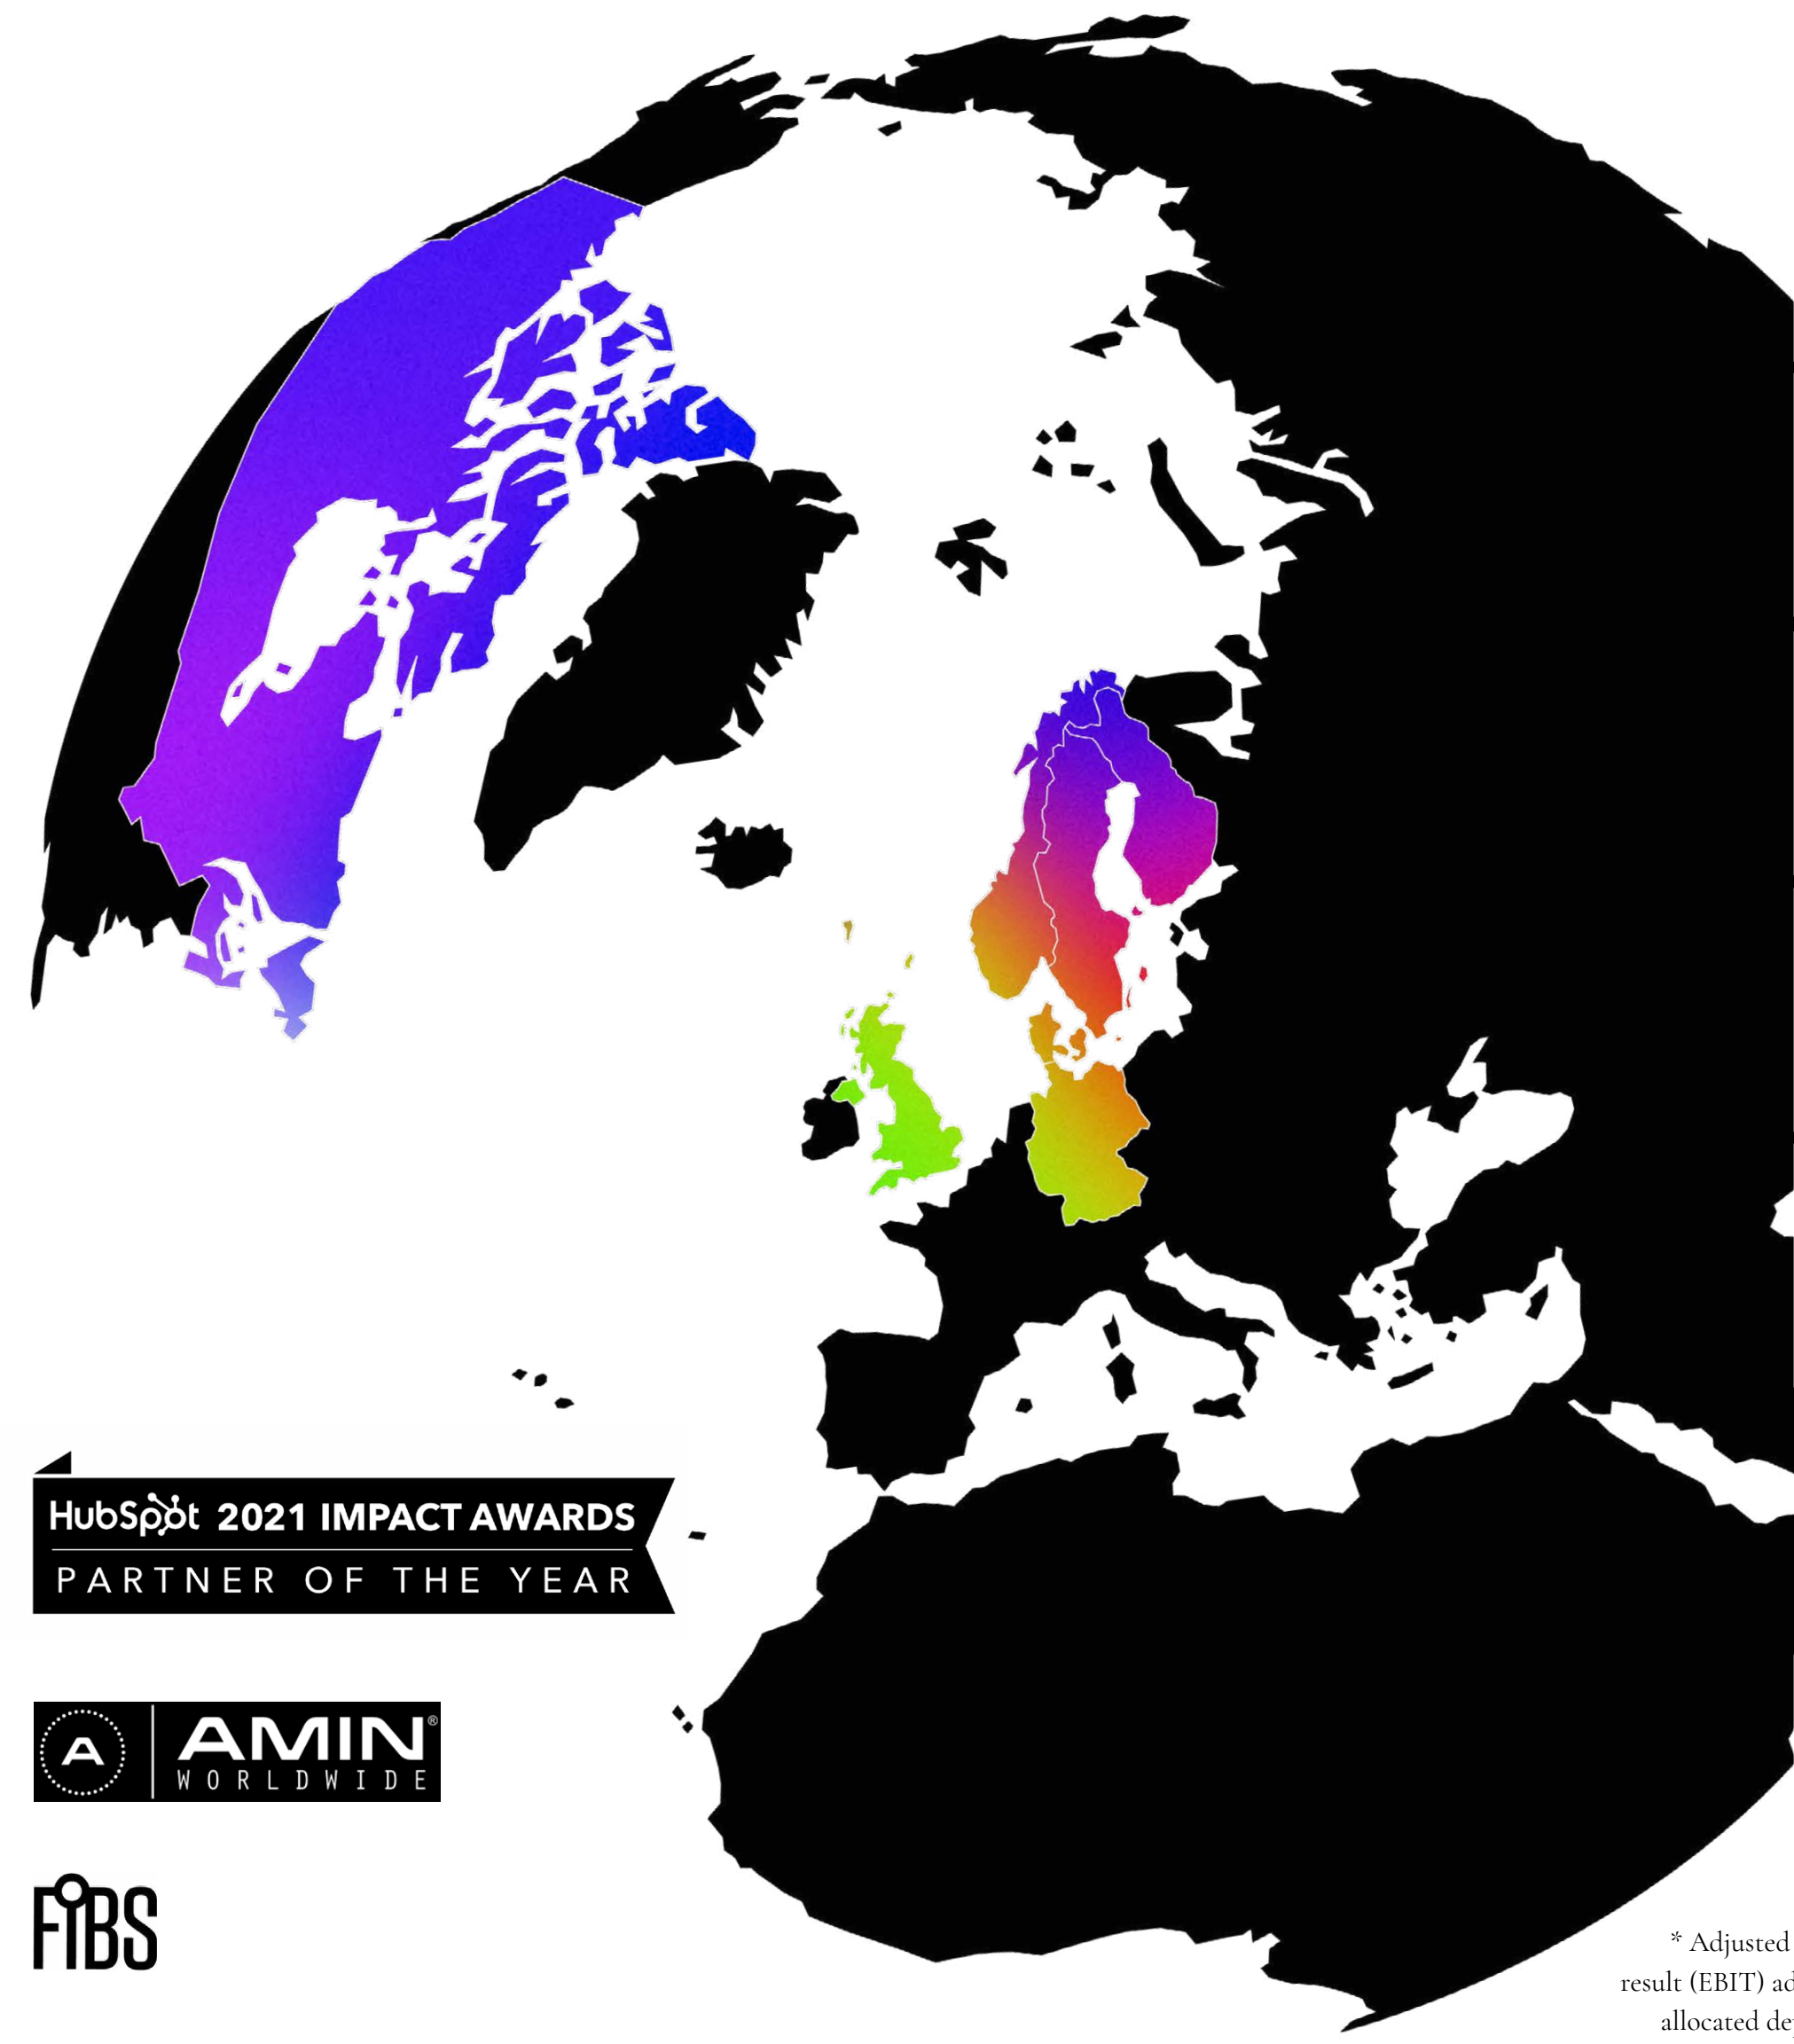 HubSpot 2021 IMPACT AWARDS
PARTNER OF THE YEAR
A AMIN®
WORLDWIDE
FiBS
* Adjusted
result (EBIT) ad
allocated de